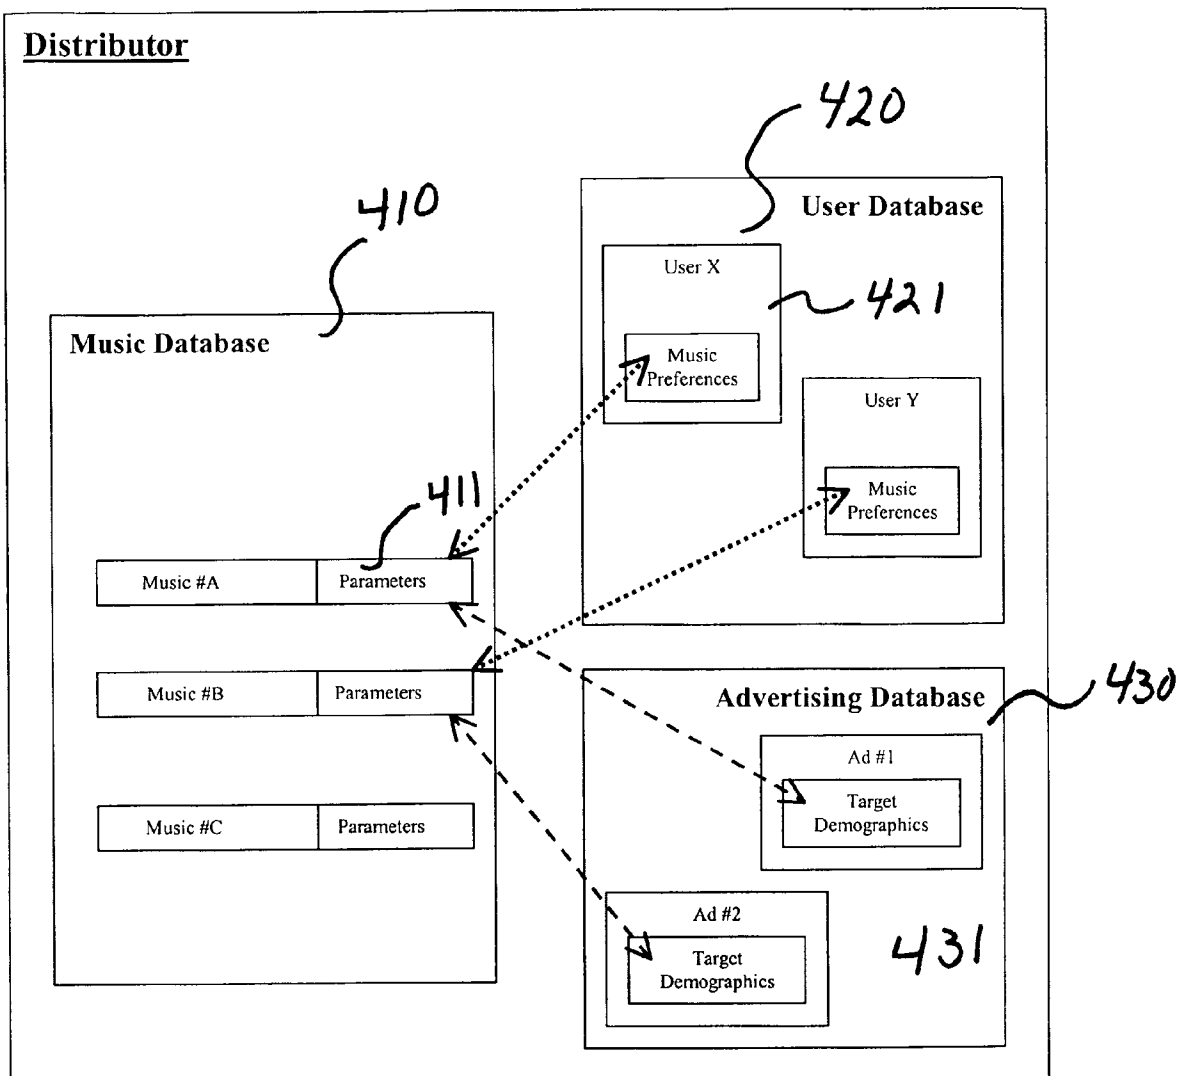 Distributor
420
User Database
410
User X
421
Music Database
Music
Preferences
User Y
411
Music
Preferences
Music #A
Parameters
Music #B
Parameters
430
Advertising Database
Ad #1
Target
Demographics
Music #C
Parameters
Ad #2
431
Target
Demographics